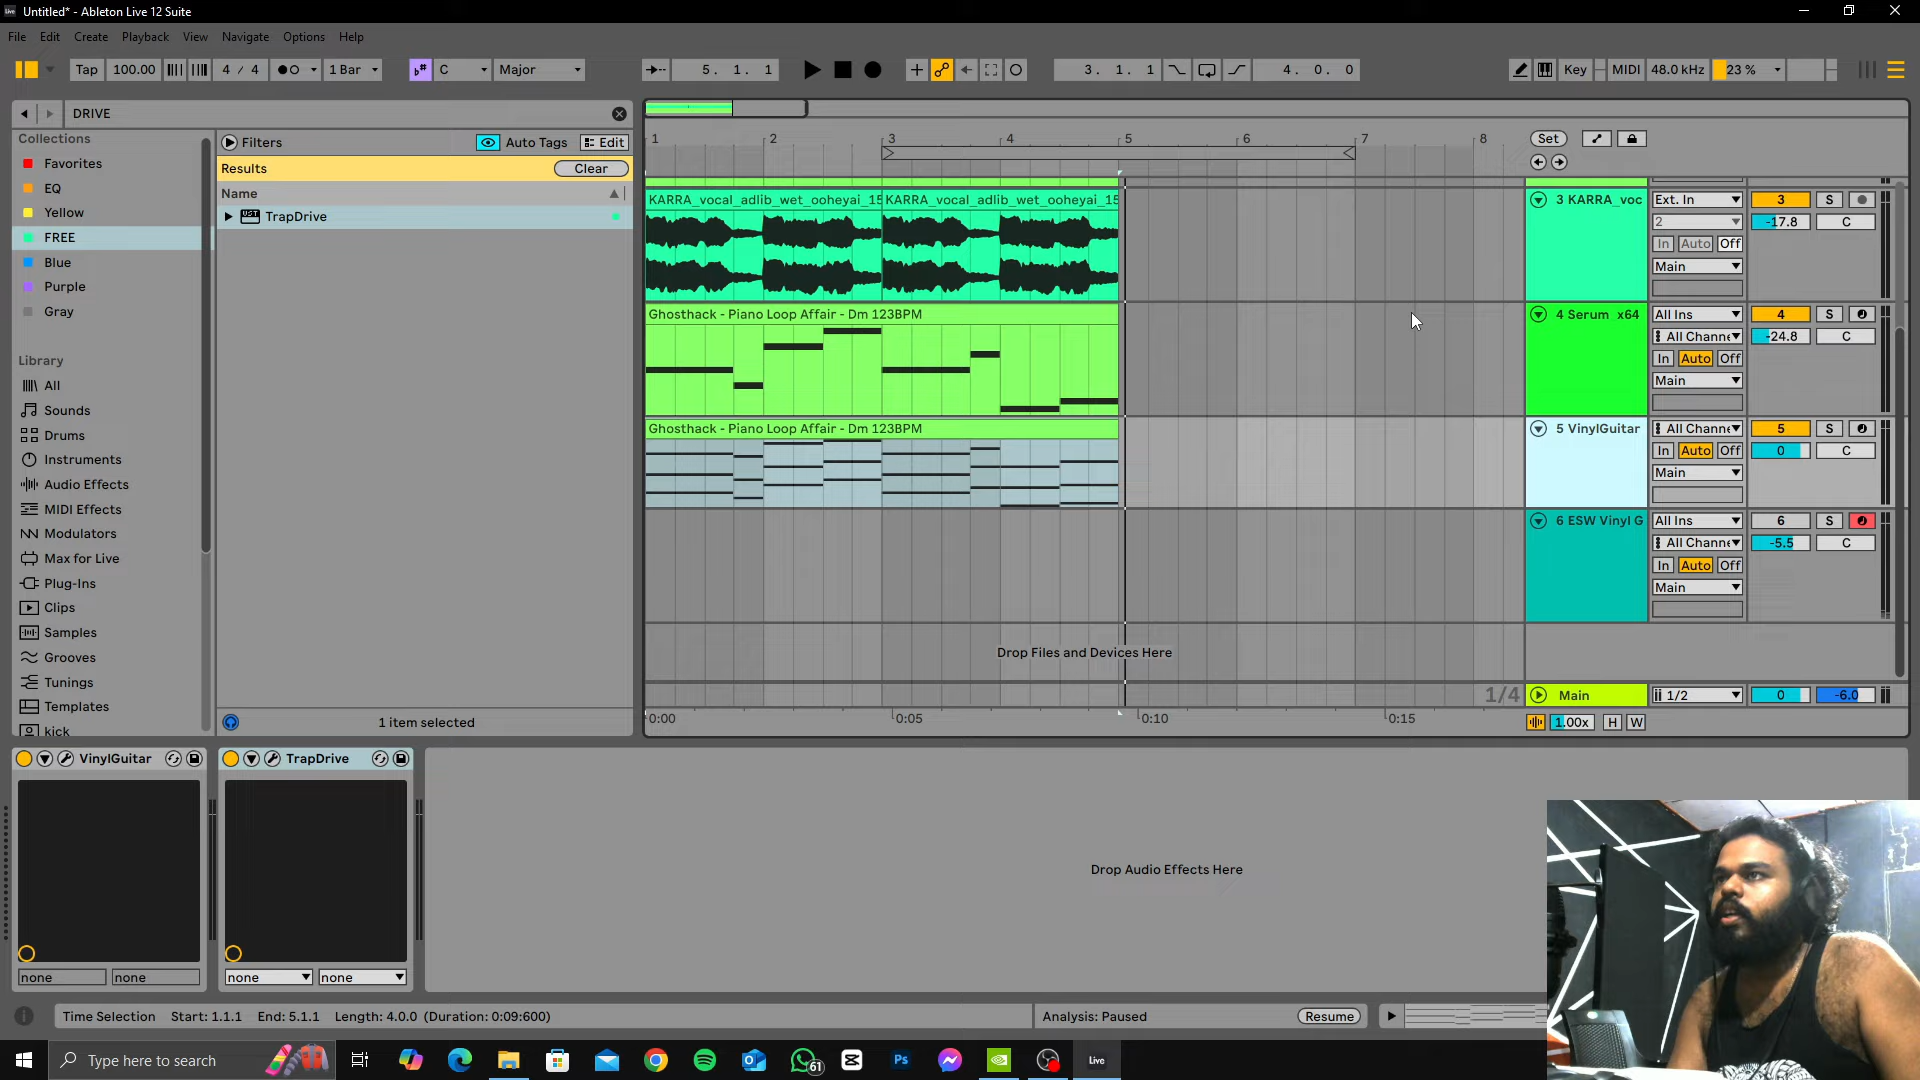 Untitled* - Ableton Live 12 Suite
File Edit Create Playback View Navigate Options Help
Tap 100.00 4 / 4 1 Bar C Major 5. 1. 1 3. 1. 1 4. 0. 0 Key MIDI 48.0 kHz 23 %
DRIVE
Collections
Favorites
EQ
Yellow
FREE
Blue
Purple
Gray
Library
All
Sounds
Drums
Instruments
Audio Effects
MIDI Effects
Modulators
Max for Live
Plug-Ins
Clips
Samples
Grooves
Tunings
Templates
kick
Filters Auto Tags Edit
Results Clear
Name
TrapDrive
1 item selected
1 2 3 4 5 6 7 8 Set
KARRA_vocal_adlib_wet_ooheyai_15 KARRA_vocal_adlib_wet_ooheyai_15 3 KARRA_voc Ext. In 3 S
2 -17.8 C
In Auto Off
Main
Ghosthack - Piano Loop Affair - Dm 123BPM 4 Serum x64 All Ins 4 S
All Channe -24.8 C
In Auto Off
Main
Ghosthack - Piano Loop Affair - Dm 123BPM 5 VinylGuitar All Channe 5 S
In Auto Off 0 C
Main
6 ESW Vinyl G All Ins 6 S
All Channe -5.5 C
In Auto Off
Main
Drop Files and Devices Here
1/4 Main 1/2 0 -6.0
0:00 0:05 0:10 0:15 1.00x H W
VinylGuitar TrapDrive
Drop Audio Effects Here
none none none none
Time Selection Start: 1.1.1 End: 5.1.1 Length: 4.0.0 (Duration: 0:09:600) Analysis: Paused Resume
Type here to search 61 Ps Live